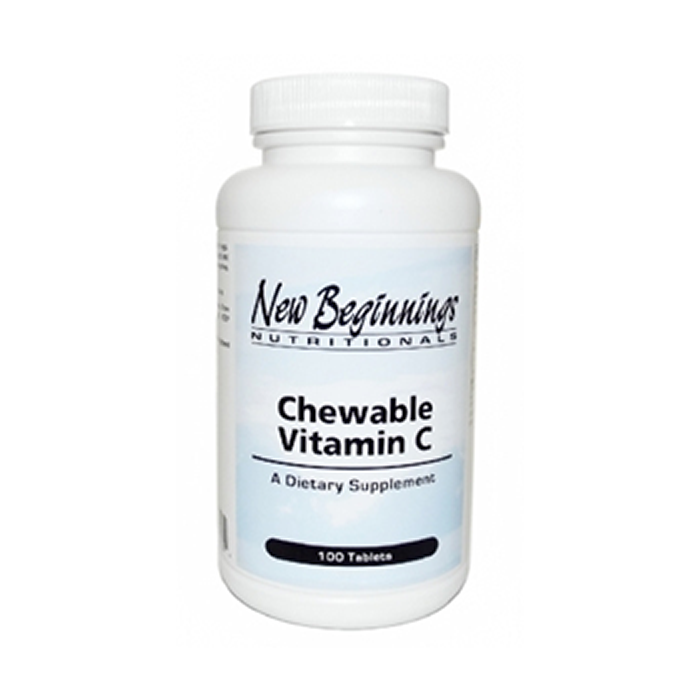 New Beginnings
NUTRITIONALS
Chewable
Vitamin C
A Dietary Supplement
100 Tablets